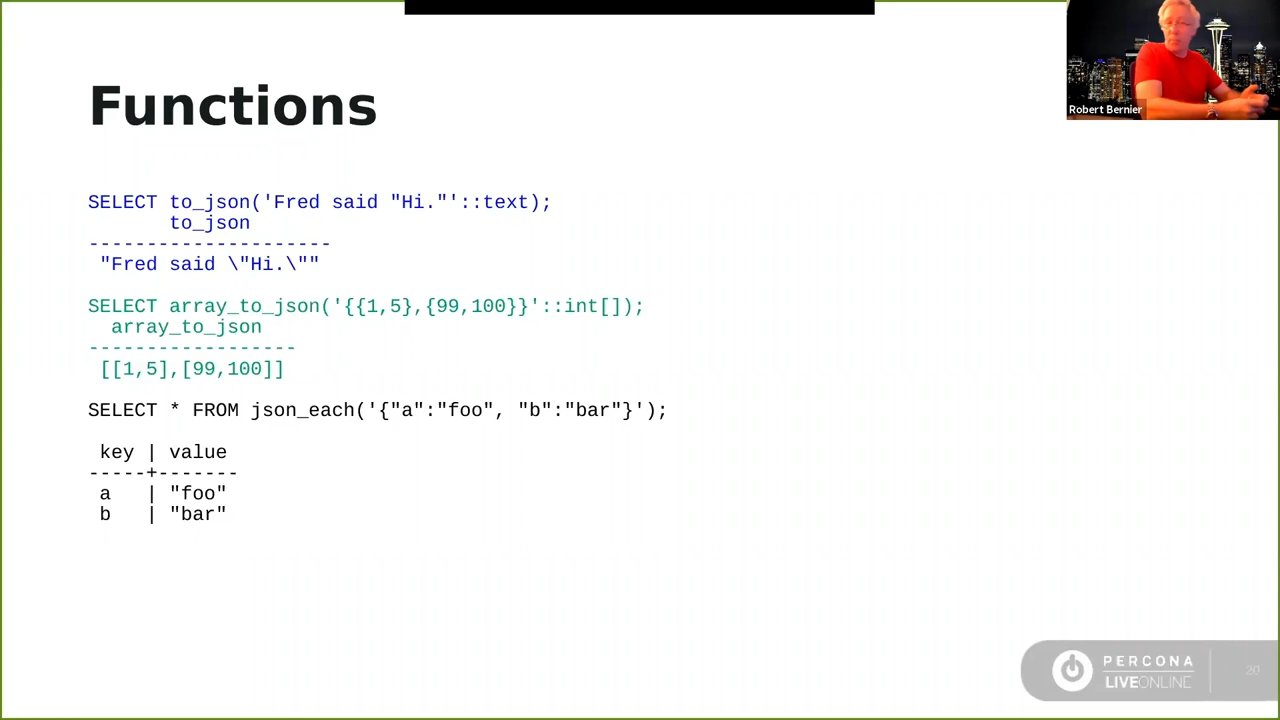 Functions
Robert Bernier
SELECT to_json('Fred said "Hi."'::text);
       to_json
---------------------
 "Fred said \"Hi.\""
SELECT array_to_json('{{1,5},{99,100}}'::int[]);
  array_to_json
------------------
 [[1,5],[99,100]]
SELECT * FROM json_each('{"a":"foo", "b":"bar"}');
 key | value
-----+-------
 a   | "foo"
 b   | "bar"
PERCONA
LIVEONLINE
20